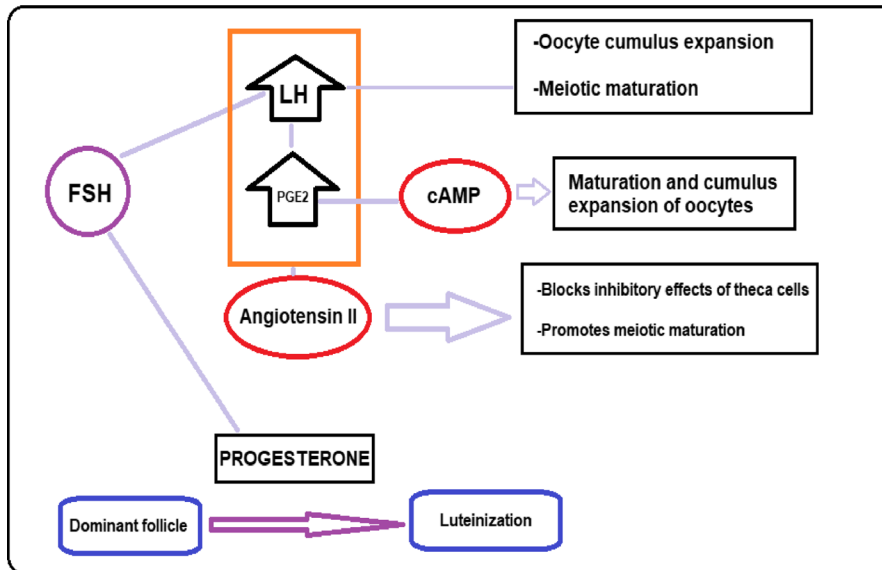 -Oocyte cumulus expansion
-Meiotic maturation
LH
FSH
PGE2
cAMP
Maturation and cumulus
expansion of oocytes
Angiotensin II
-Blocks inhibitory effects of theca cells
-Promotes meiotic maturation
PROGESTERONE
Dominant follicle
Luteinization